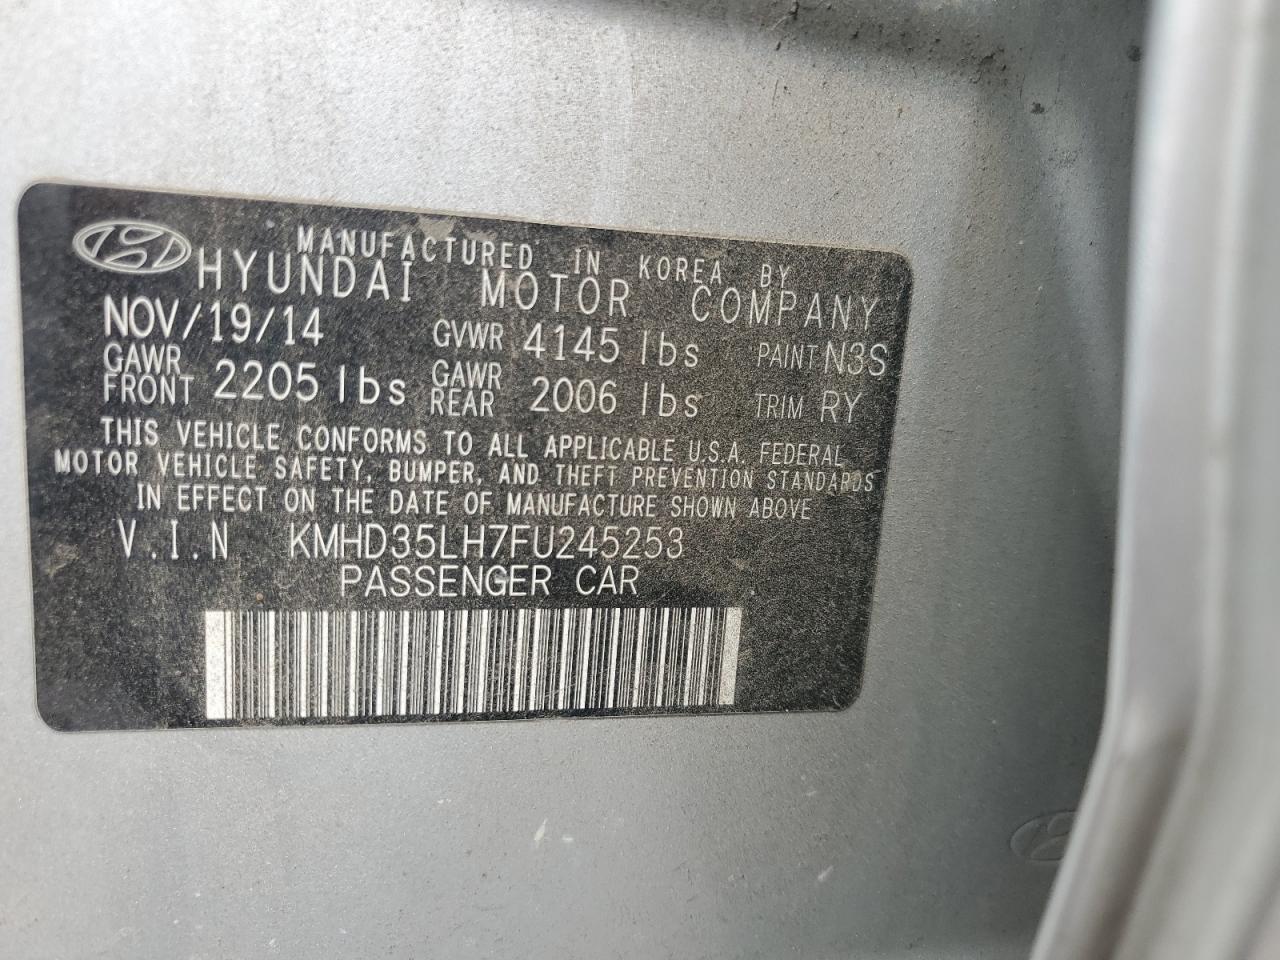 MANUFACTURED IN KOREA BY
HYUNDAI MOTOR COMPANY
NOV/19/14 GVWR 4145 lbs PAINT N3S
GAWR FRONT 2205 lbs GAWR REAR 2006 lbs TRIM RY
THIS VEHICLE CONFORMS TO ALL APPLICABLE U.S.A. FEDERAL
MOTOR VEHICLE SAFETY, BUMPER, AND THEFT PREVENTION STANDARDS
IN EFFECT ON THE DATE OF MANUFACTURE SHOWN ABOVE
V.I.N KMHD35LH7FU245253
PASSENGER CAR